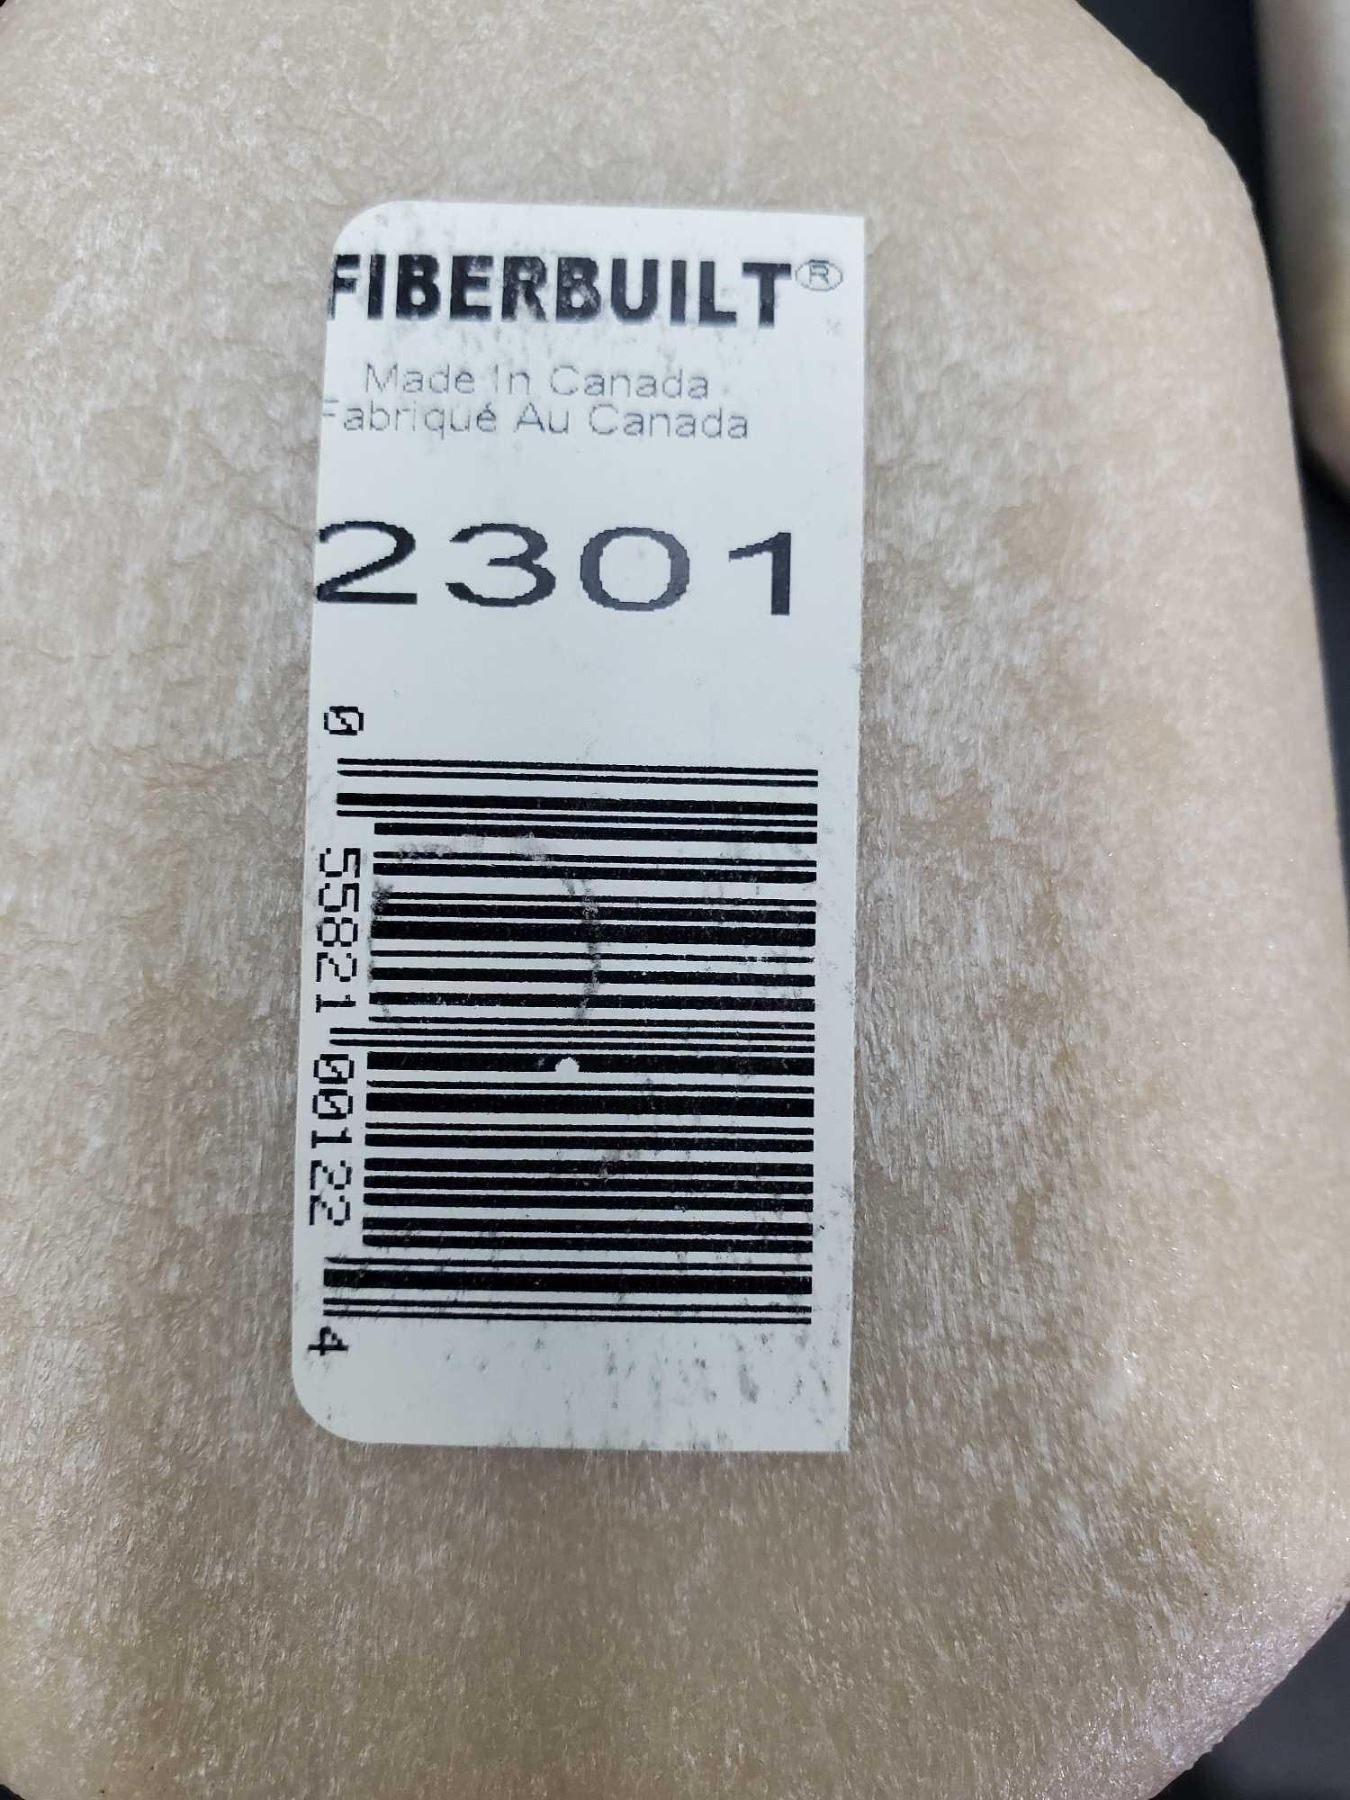 FIBERBUILT®
Made In Canada
Fabriqué Au Canada
2301
0 55821 00122 4